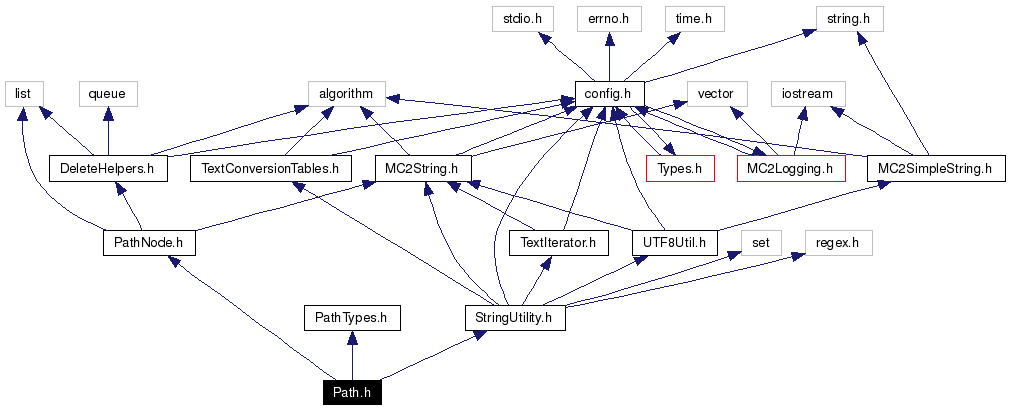 stdio.h
errno.h
time.h
string.h
list
queue
algorithm
config.h
vector
iostream
DeleteHelpers.h
TextConversionTables.h
MC2String.h
Types.h
MC2Logging.h
MC2SimpleString.h
PathNode.h
TextIterator.h
UTF8Util.h
set
regex.h
PathTypes.h
StringUtility.h
Path.h